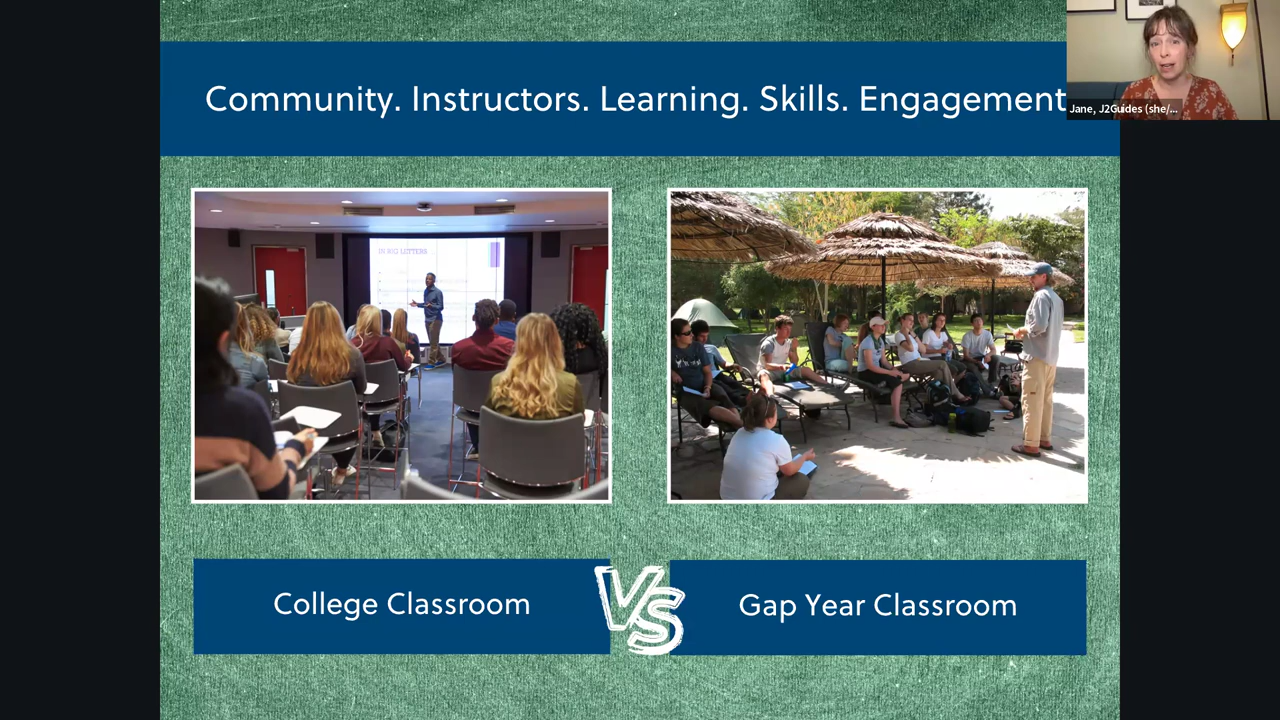 Community. Instructors. Learning. Skills. Engagement
Jane, J2Guides (she/...
IN BIG LETTERS
College Classroom
VS
Gap Year Classroom